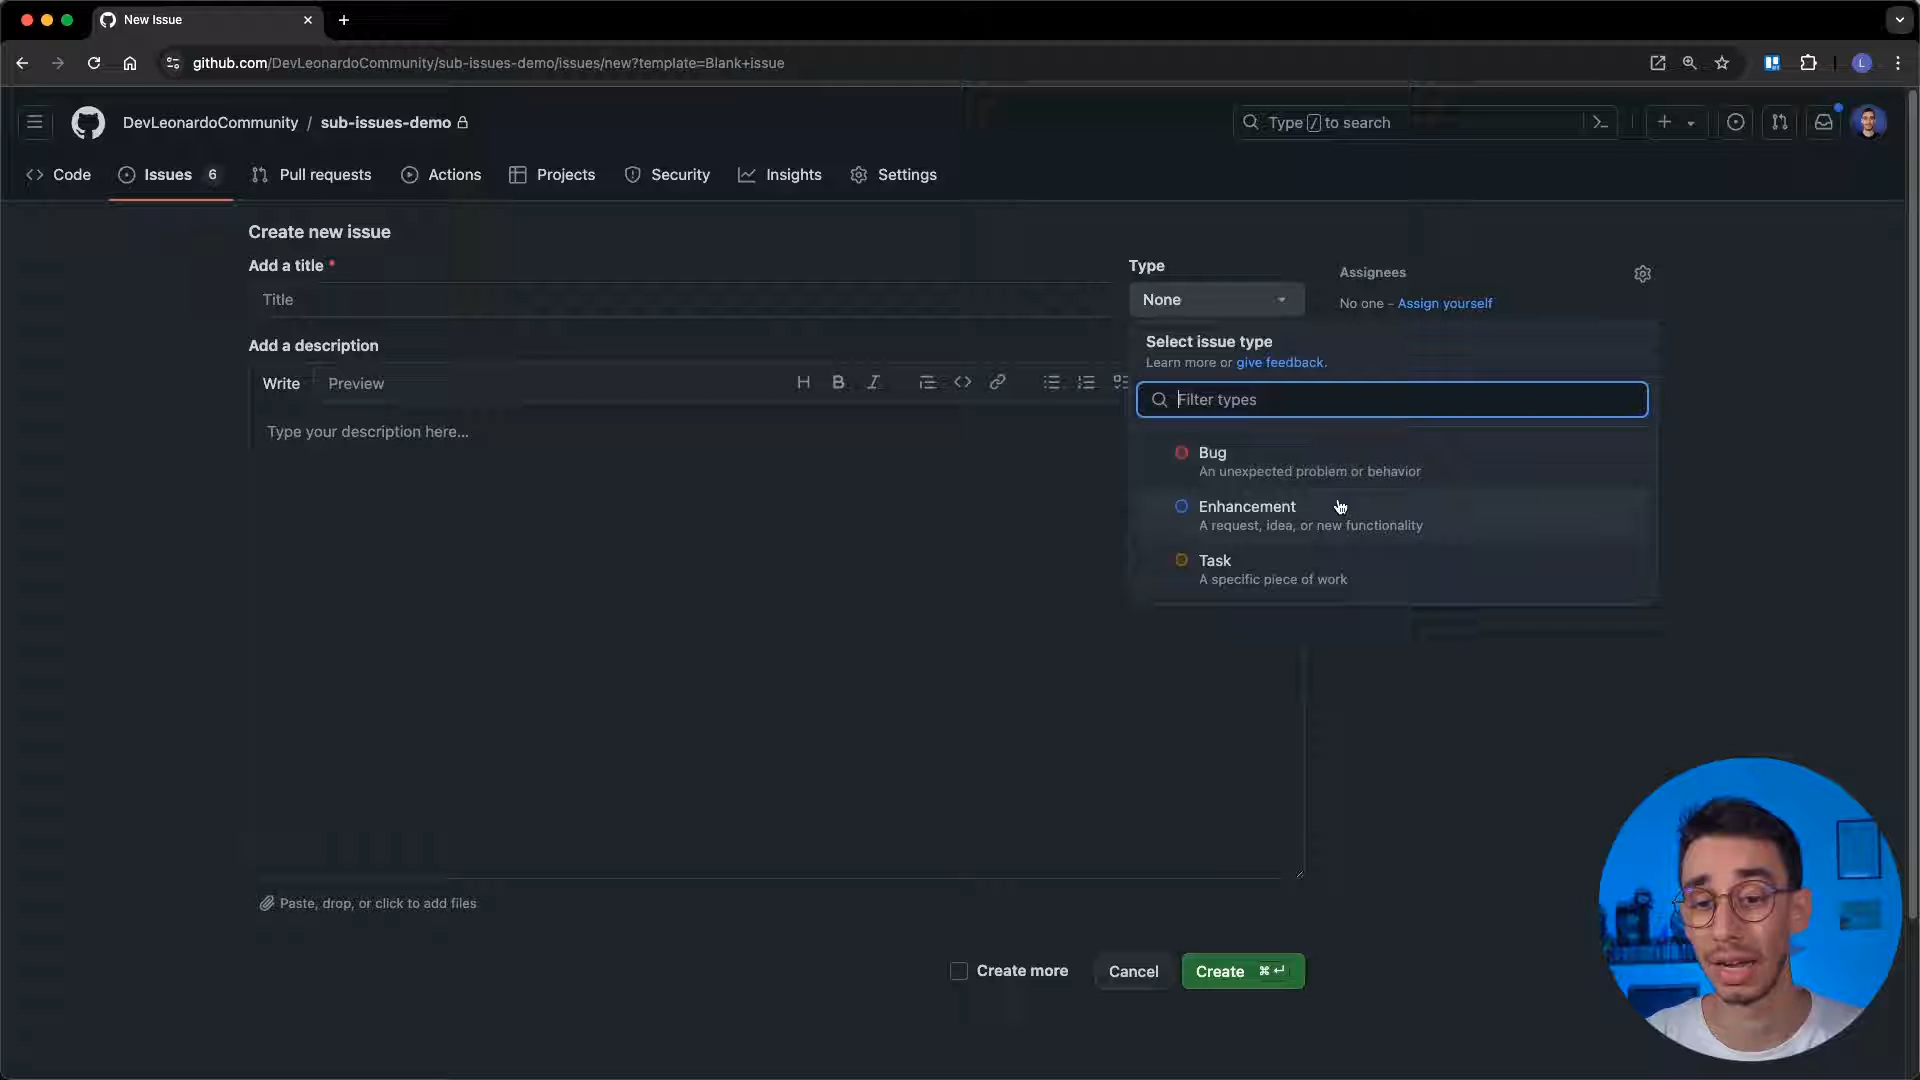 New Issue
github.com/DevLeonardoCommunity/sub-issues-demo/issues/new?template=Blank+issue
L
DevLeonardoCommunity / sub-issues-demo
Type / to search
Code
Issues 6
Pull requests
Actions
Projects
Security
Insights
Settings
Create new issue
Add a title *
Title
Add a description
Write
Preview
H B I
Type your description here...
Type
None
Assignees
No one - Assign yourself
Select issue type
Learn more or give feedback.
Filter types
Bug
An unexpected problem or behavior
Enhancement
A request, idea, or new functionality
Task
A specific piece of work
Paste, drop, or click to add files
Create more
Cancel
Create ⌘ ↵